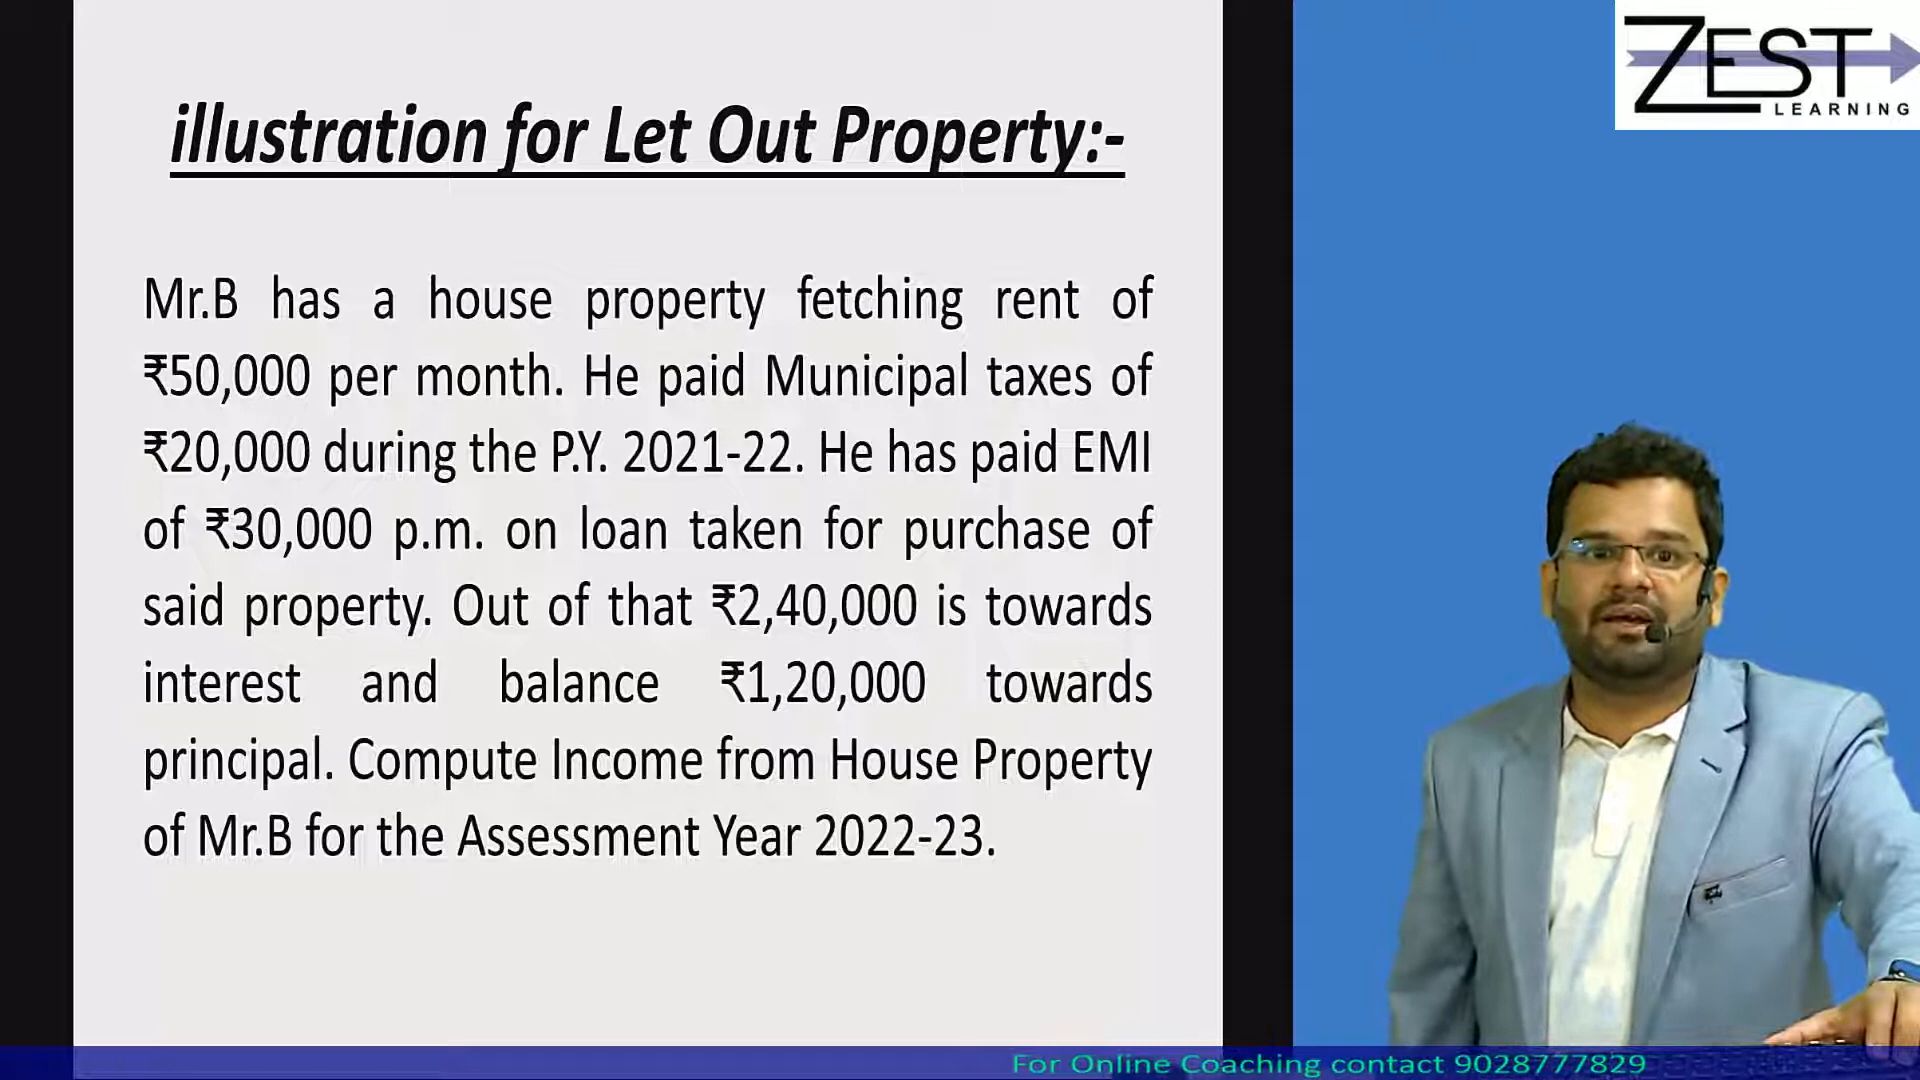 ZEST
LEARNING
illustration for Let Out Property:-
Mr.B has a house property fetching rent of
₹50,000 per month. He paid Municipal taxes of
₹20,000 during the P.Y. 2021-22. He has paid EMI
of ₹30,000 p.m. on loan taken for purchase of
said property. Out of that ₹2,40,000 is towards
interest and balance ₹1,20,000 towards
principal. Compute Income from House Property
of Mr.B for the Assessment Year 2022-23.
For Online Coaching contact 9028777829